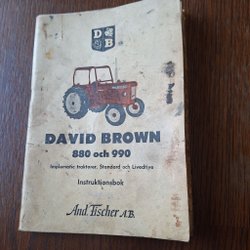 D B
DAVID BROWN
880 och 990
Implematic traktorer, Standard och Livedrive
Instruktionsbok
And. Fischer A.B.